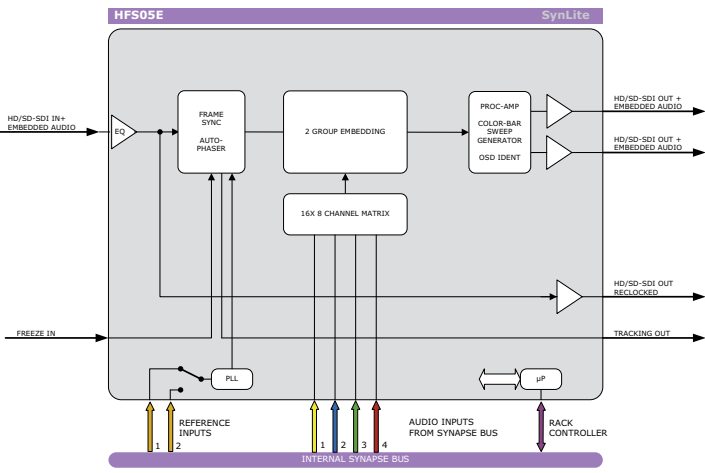 HFS05E
SynLite
HD/SD-SDI IN+
EMBEDDED AUDIO
EQ
FRAME
SYNC
AUTO-
PHASER
2 GROUP EMBEDDING
PROC-AMP
COLOR-BAR
SWEEP
GENERATOR
OSD IDENT
HD/SD-SDI OUT +
EMBEDDED AUDIO
HD/SD-SDI OUT +
EMBEDDED AUDIO
16X 8 CHANNEL MATRIX
HD/SD-SDI OUT
RECLOCKED
FREEZE IN
TRACKING OUT
PLL
µP
REFERENCE
INPUTS
1
2
1
2
3
4
AUDIO INPUTS
FROM SYNAPSE BUS
RACK
CONTROLLER
INTERNAL SYNAPSE BUS